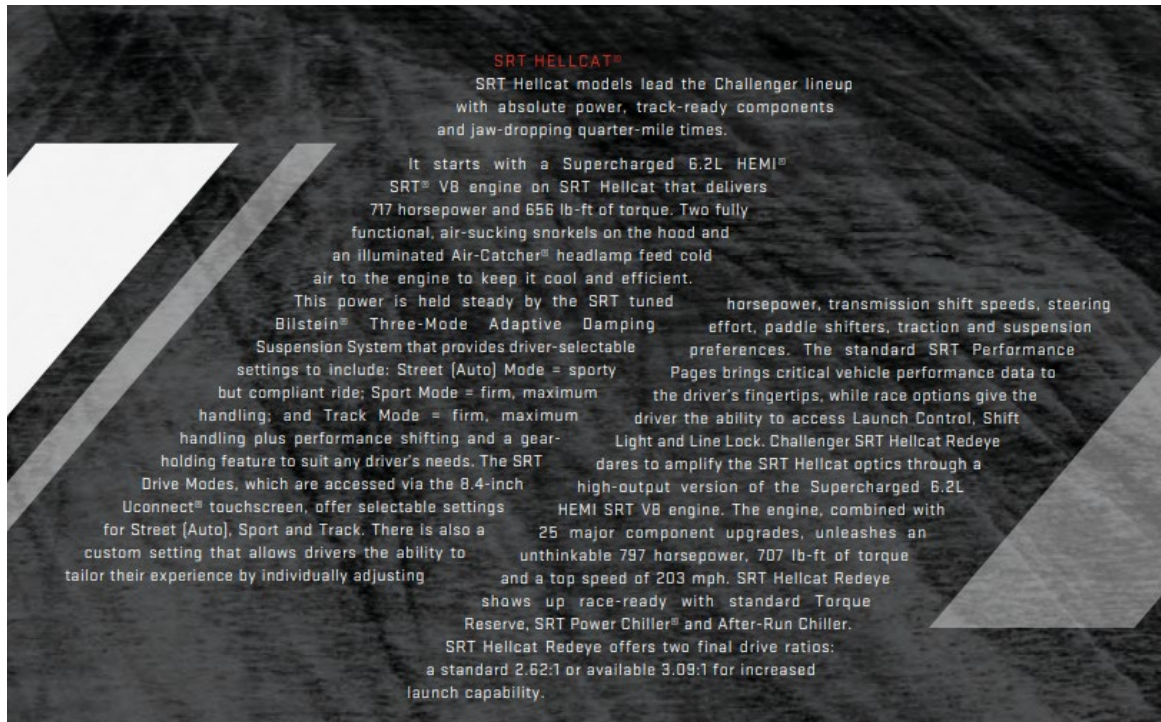 SRT HELLCAT®
SRT Hellcat models lead the Challenger lineup
with absolute power, track-ready components
and jaw-dropping quarter-mile times.
It starts with a Supercharged 6.2L HEMI®
SRT® V8 engine on SRT Hellcat that delivers
717 horsepower and 656 lb-ft of torque. Two fully
functional, air-sucking snorkels on the hood and
an illuminated Air-Catcher® headlamp feed cold
air to the engine to keep it cool and efficient.
This power is held steady by the SRT tuned
Bilstein® Three-Mode Adaptive Damping
Suspension System that provides driver-selectable
settings to include: Street (Auto) Mode = sporty
but compliant ride; Sport Mode = firm, maximum
handling; and Track Mode = firm, maximum
handling plus performance shifting and a gear-
holding feature to suit any driver's needs. The SRT
Drive Modes, which are accessed via the 8.4-inch
Uconnect® touchscreen, offer selectable settings
for Street (Auto), Sport and Track. There is also a
custom setting that allows drivers the ability to
tailor their experience by individually adjusting
horsepower, transmission shift speeds, steering
effort, paddle shifters, traction and suspension
preferences. The standard SRT Performance
Pages brings critical vehicle performance data to
the driver's fingertips, while race options give the
driver the ability to access Launch Control, Shift
Light and Line Lock. Challenger SRT Hellcat Redeye
dares to amplify the SRT Hellcat optics through a
high-output version of the Supercharged 6.2L
HEMI SRT V8 engine. The engine, combined with
25 major component upgrades, unleashes an
unthinkable 797 horsepower, 707 lb-ft of torque
and a top speed of 203 mph. SRT Hellcat Redeye
shows up race-ready with standard Torque
Reserve, SRT Power Chiller® and After-Run Chiller.
SRT Hellcat Redeye offers two final drive ratios:
a standard 2.62:1 or available 3.09:1 for increased
launch capability.